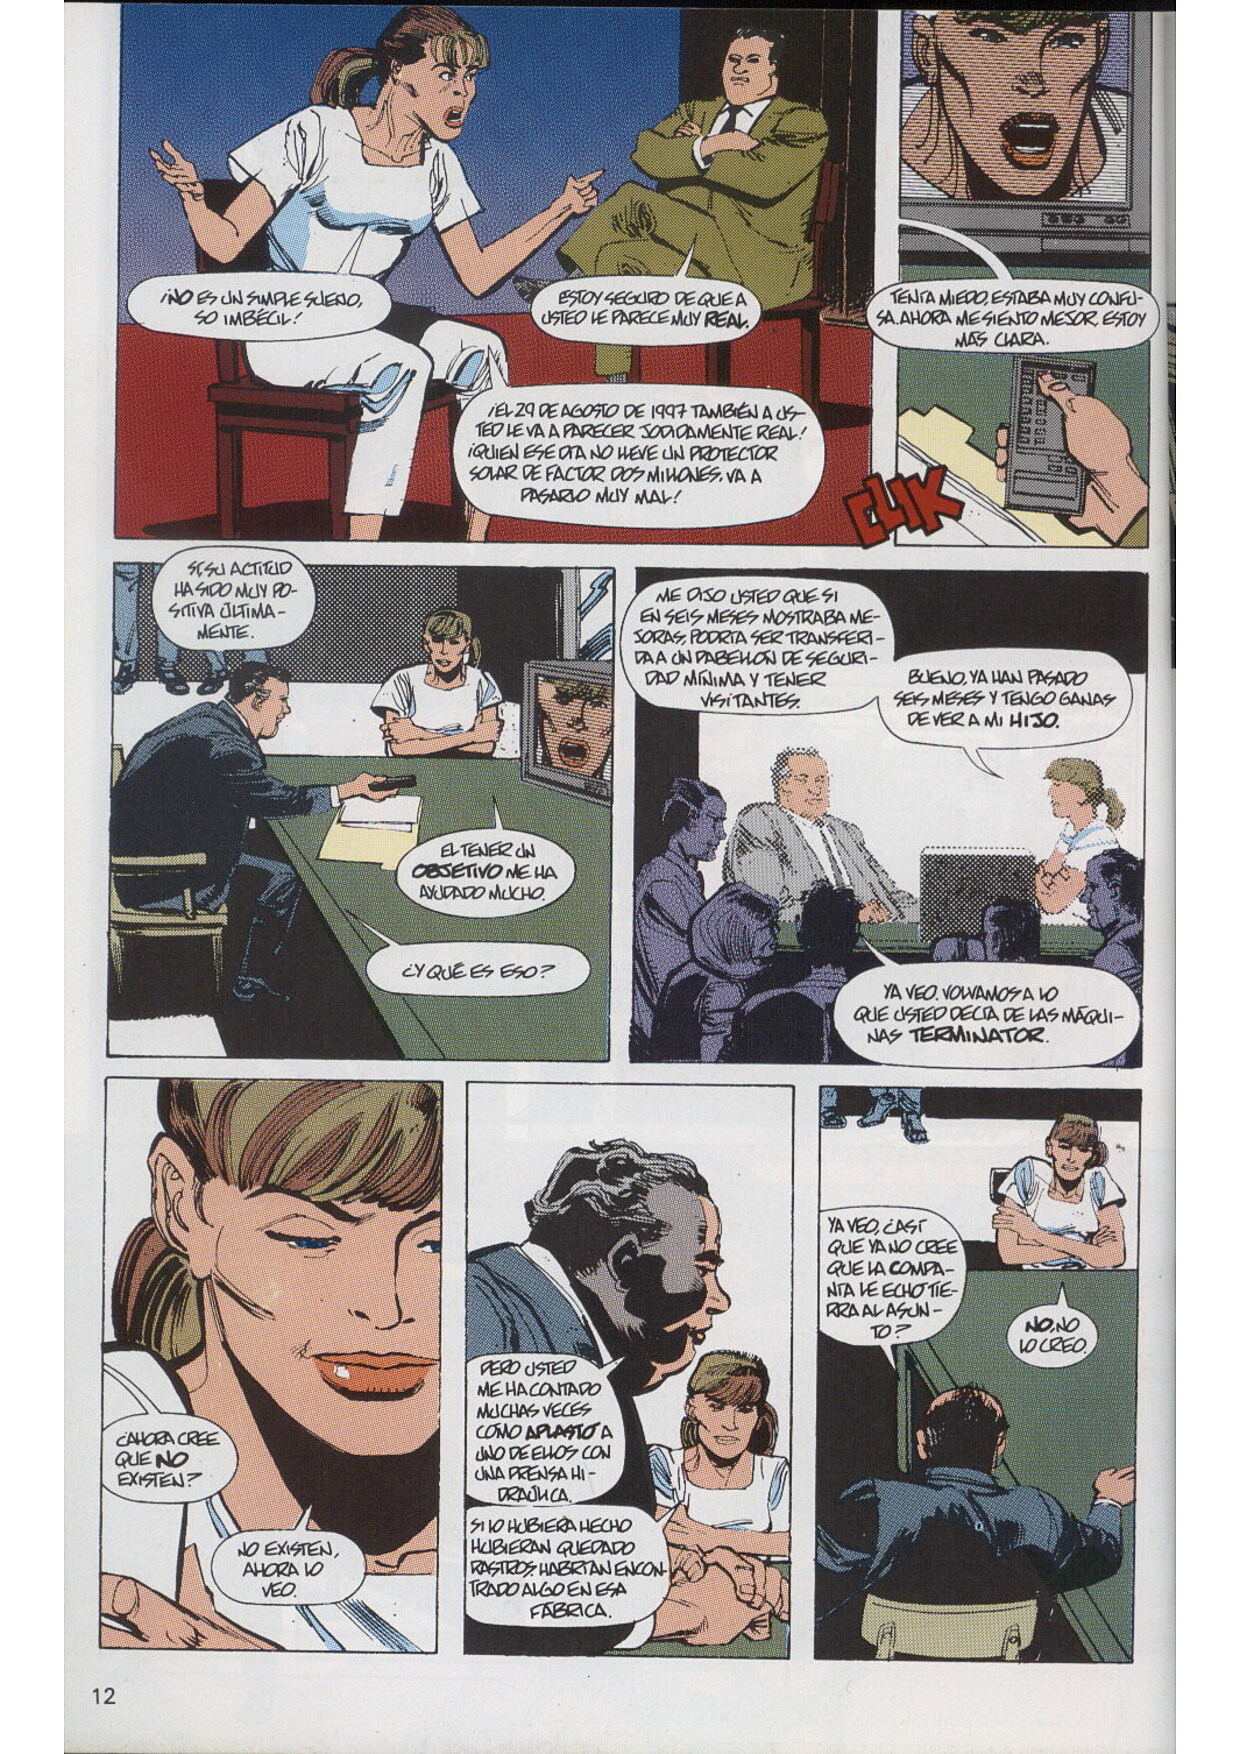 ¡NO ES UN SIMPLE SUEÑO,
SO IMBÉCIL!
ESTOY SEGURO DE QUE A
USTED LE PARECE MUY REAL.
¡EL 29 DE AGOSTO DE 1997 TAMBIÉN A US-
TED LE VA A PARECER JODIDAMENTE REAL!
¡QUIEN ESE DÍA NO LLEVE UN PROTECTOR
SOLAR DE FACTOR DOS MILLONES, VA A
PASARLO MUY MAL!
TENÍA MIEDO, ESTABA MUY CONFU-
SA. AHORA ME SIENTO MEJOR. ESTOY
MÁS CLARA.
CLIK
SÍ, SU ACTITUD
HA SIDO MUY PO-
SITIVA ÚLTIMA-
MENTE.
EL TENER UN
OBJETIVO ME HA
AYUDADO MUCHO.
¿Y QUÉ ES ESO?
ME DIJO USTED QUE SI
EN SEIS MESES MOSTRABA ME-
JORAS, PODRÍA SER TRANSFERI-
DA A UN PABELLÓN DE SEGURI-
DAD MÍNIMA Y TENER
VISITANTES.
BUENO, YA HAN PASADO
SEIS MESES Y TENGO GANAS
DE VER A MI HIJO.
YA VEO. VOLVAMOS A LO
QUE USTED DECÍA DE LAS MÁQUI-
NAS TERMINATOR.
¿AHORA CREE
QUE NO
EXISTEN?
NO EXISTEN,
AHORA LO
VEO.
PERO USTED
ME HA CONTADO
MUCHAS VECES
CÓMO APLASTÓ A
UNO DE ELLOS CON
UNA PRENSA HI-
DRÁULICA.
SI LO HUBIERA HECHO
HUBIERAN QUEDADO
RASTROS, HABRÍAN ENCON-
TRADO ALGO EN ESA
FÁBRICA.
YA VEO, ¿ASÍ
QUE YA NO CREE
QUE LA COMPA-
ÑÍA LE ECHÓ TIE-
RRA AL ASUN-
TO?
NO, NO
LO CREO.
12